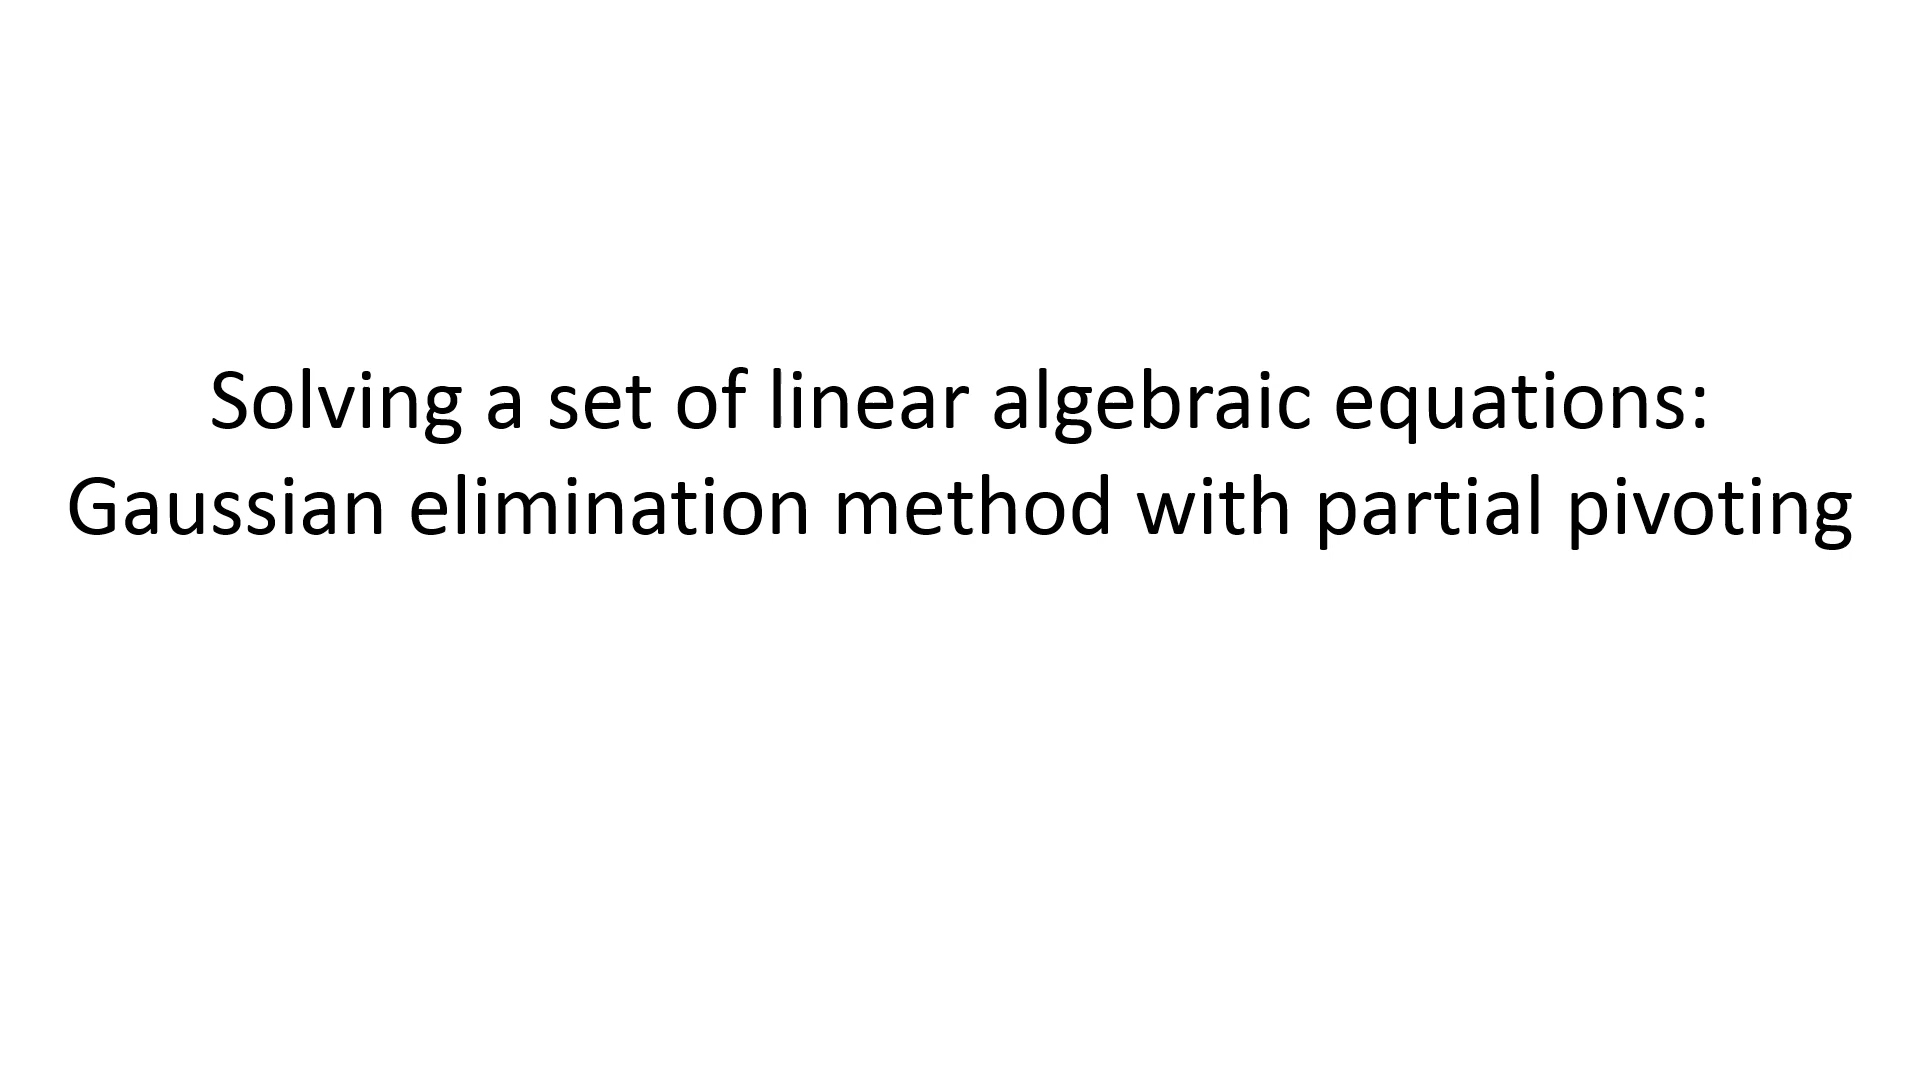 Solving a set of linear algebraic equations:
Gaussian elimination method with partial pivoting